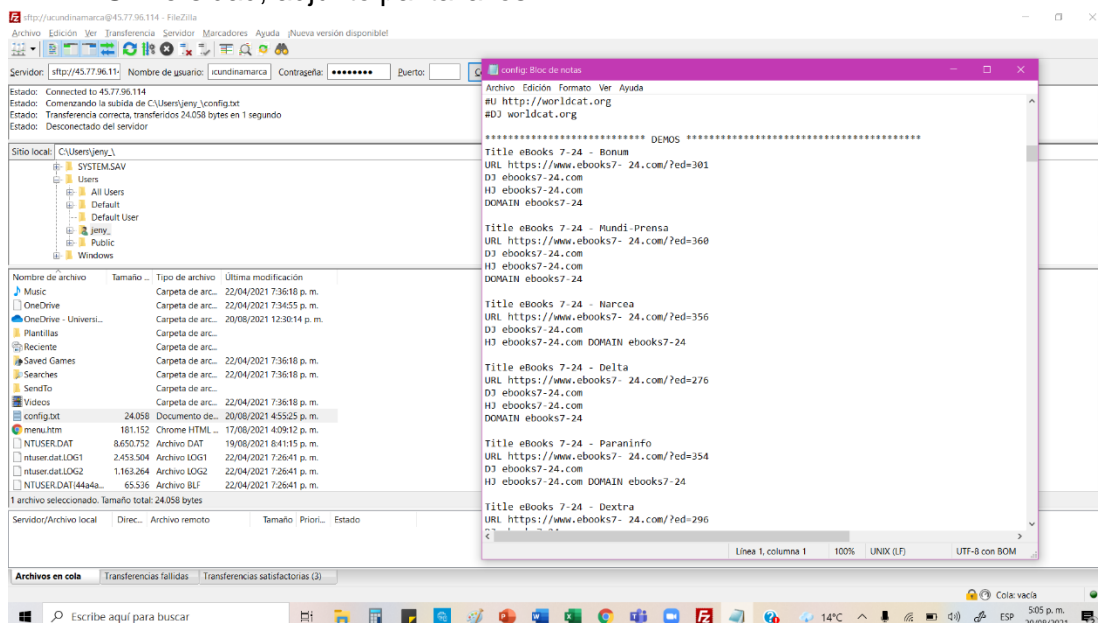 sftp://ucundinamarca@45.77.96.114 - FileZilla
Archivo Edición Ver Transferencia Servidor Marcadores Ayuda ¡Nueva versión disponible!
Servidor: sftp://45.77.96.11 Nombre de usuario: icundinamarca Contraseña: ●●●●●●●● Puerto:
Estado: Connected to 45.77.96.114
Estado: Comenzando la subida de C:\Users\jeny_\config.txt
Estado: Transferencia correcta, transferidos 24.058 bytes en 1 segundo
Estado: Desconectado del servidor
Sitio local: C:\Users\jeny_\
SYSTEM.SAV
Users
All Users
Default
Default User
jeny_
Public
Windows
Nombre de archivo Tamaño ... Tipo de archivo Última modificación
Music Carpeta de arc... 22/04/2021 7:36:18 p. m.
OneDrive Carpeta de arc... 22/04/2021 7:34:55 p. m.
OneDrive - Universi... Carpeta de arc... 20/08/2021 12:30:14 p. m.
Plantillas Carpeta de arc...
Reciente Carpeta de arc...
Saved Games Carpeta de arc... 22/04/2021 7:36:18 p. m.
Searches Carpeta de arc... 22/04/2021 7:36:18 p. m.
SendTo Carpeta de arc...
Videos Carpeta de arc... 22/04/2021 7:36:18 p. m.
config.txt 24.058 Documento de... 20/08/2021 4:55:25 p. m.
menu.htm 181.152 Chrome HTML ... 17/08/2021 4:09:12 p. m.
NTUSER.DAT 8.650.752 Archivo DAT 19/08/2021 8:41:15 p. m.
ntuser.dat.LOG1 2.453.504 Archivo LOG1 22/04/2021 7:26:41 p. m.
ntuser.dat.LOG2 1.163.264 Archivo LOG2 22/04/2021 7:26:41 p. m.
NTUSER.DAT{44a4a... 65.536 Archivo BLF 22/04/2021 7:26:41 p. m.
1 archivo seleccionado. Tamaño total: 24.058 bytes
Servidor/Archivo local Direc... Archivo remoto Tamaño Priori... Estado
Archivos en cola Transferencias fallidas Transferencias satisfactorias (3)
Cola: vacía
config: Bloc de notas
Archivo Edición Formato Ver Ayuda
#U http://worldcat.org
#DJ worldcat.org
**************************** DEMOS *****************************************
Title eBooks 7-24 - Bonum
URL https://www.ebooks7- 24.com/?ed=301
DJ ebooks7-24.com
HJ ebooks7-24.com
DOMAIN ebooks7-24
Title eBooks 7-24 - Mundi-Prensa
URL https://www.ebooks7- 24.com/?ed=360
DJ ebooks7-24.com
HJ ebooks7-24.com
DOMAIN ebooks7-24
Title eBooks 7-24 - Narcea
URL https://www.ebooks7- 24.com/?ed=356
DJ ebooks7-24.com
HJ ebooks7-24.com DOMAIN ebooks7-24
Title eBooks 7-24 - Delta
URL https://www.ebooks7- 24.com/?ed=276
DJ ebooks7-24.com
HJ ebooks7-24.com
DOMAIN ebooks7-24
Title eBooks 7-24 - Paraninfo
URL https://www.ebooks7- 24.com/?ed=354
DJ ebooks7-24.com
HJ ebooks7-24.com DOMAIN ebooks7-24
Title eBooks 7-24 - Dextra
URL https://www.ebooks7- 24.com/?ed=296
Línea 1, columna 1 100% UNIX (LF) UTF-8 con BOM
Escribe aquí para buscar
14°C ESP 5:05 p. m.
20/08/2021